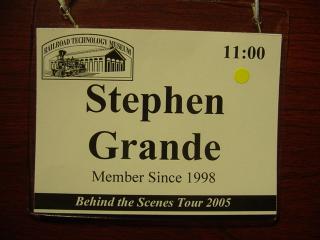 RAILROAD TECHNOLOGY MUSEUM
11:00
Stephen
Grande
Member Since 1998
Behind the Scenes Tour 2005